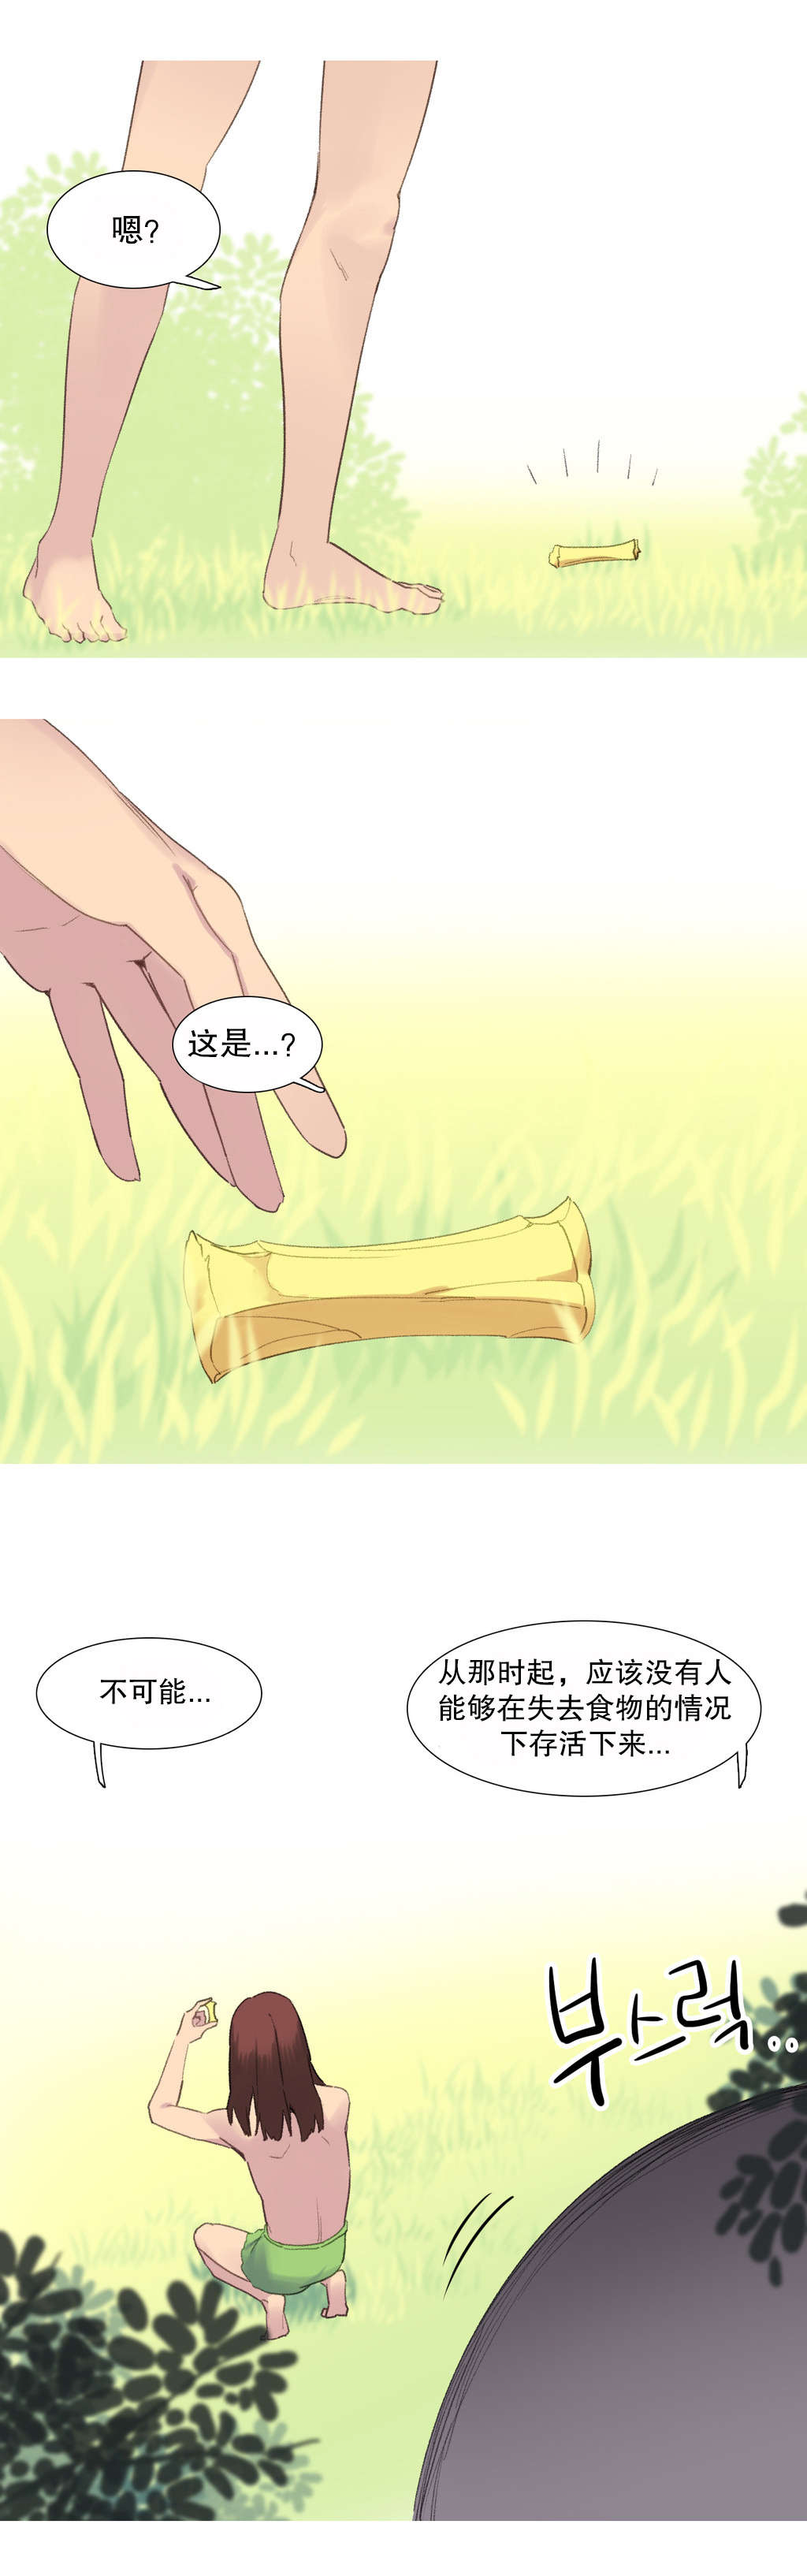 嗯?
这是...?
不可能...
从那时起，应该没有人
能够在失去食物的情况
下存活下来...
부스럭..